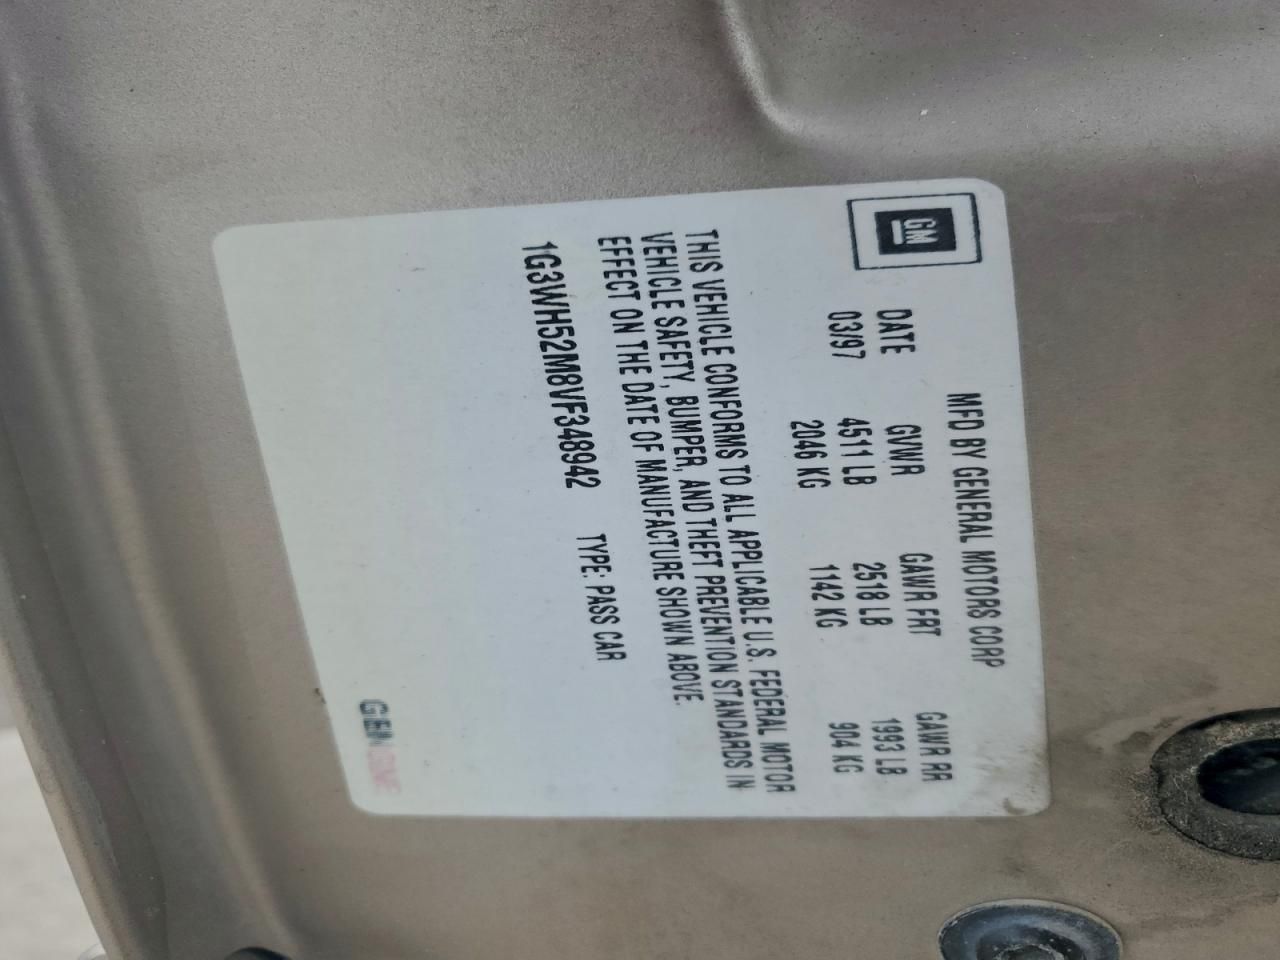 GM
MFD BY GENERAL MOTORS CORP
DATE GVWR GAWR FRT GAWR RR
03/97 4511 LB 2518 LB 1993 LB
2046 KG 1142 KG 904 KG
THIS VEHICLE CONFORMS TO ALL APPLICABLE U.S. FEDERAL MOTOR
VEHICLE SAFETY, BUMPER, AND THEFT PREVENTION STANDARDS IN
EFFECT ON THE DATE OF MANUFACTURE SHOWN ABOVE.
1G3WH52M8VF348942 TYPE: PASS CAR
GENUINE